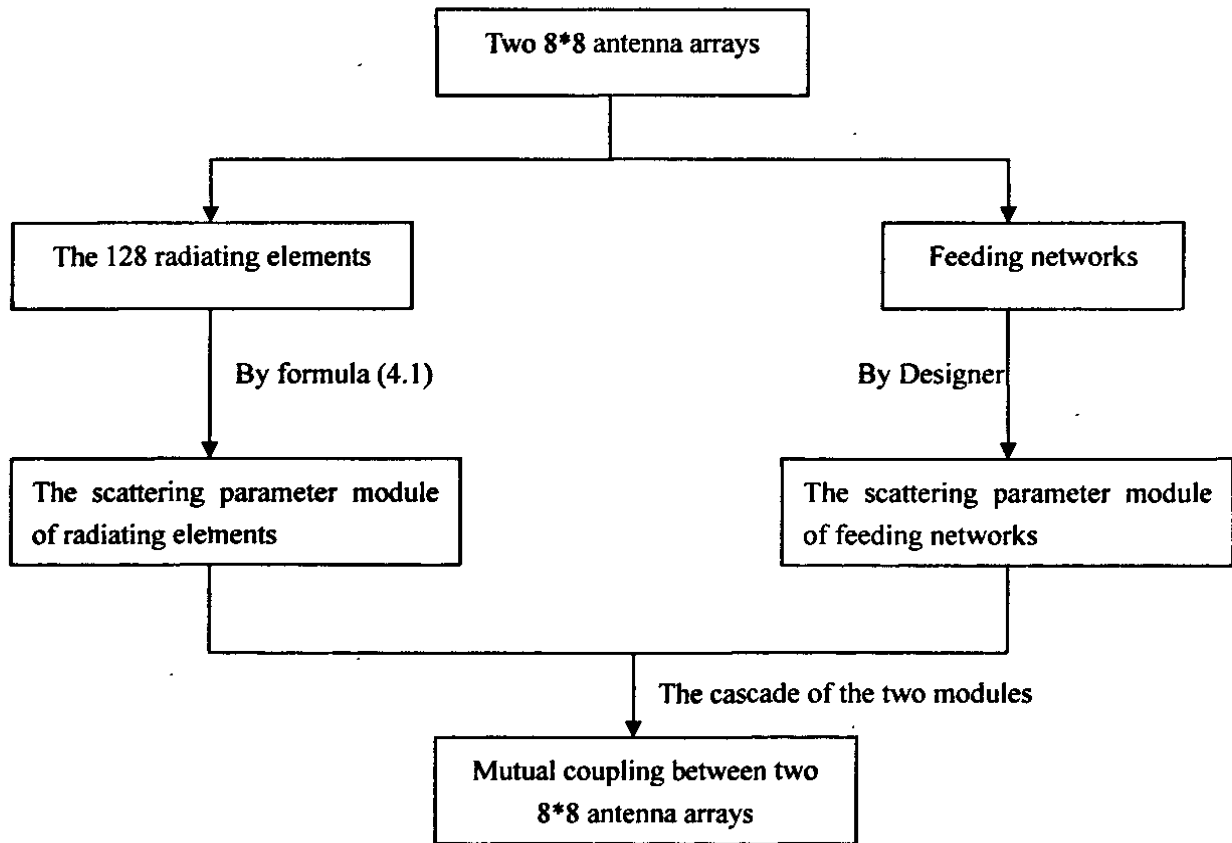 Two 8*8 antenna arrays
The 128 radiating elements
Feeding networks
By formula (4.1)
By Designer
The scattering parameter module
of radiating elements
The scattering parameter module
of feeding networks
The cascade of the two modules
Mutual coupling between two
8*8 antenna arrays